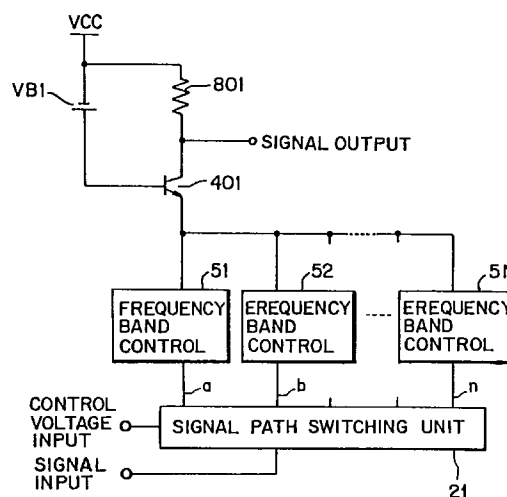 VCC
VB1
801
SIGNAL OUTPUT
401
51
52
5N
FREQUENCY
BAND
CONTROL
EREQUENCY
BAND
CONTROL
EREQUENCY
BAND
CONTROL
a
b
n
CONTROL
VOLTAGE
INPUT
SIGNAL PATH SWITCHING UNIT
SIGNAL
INPUT
21